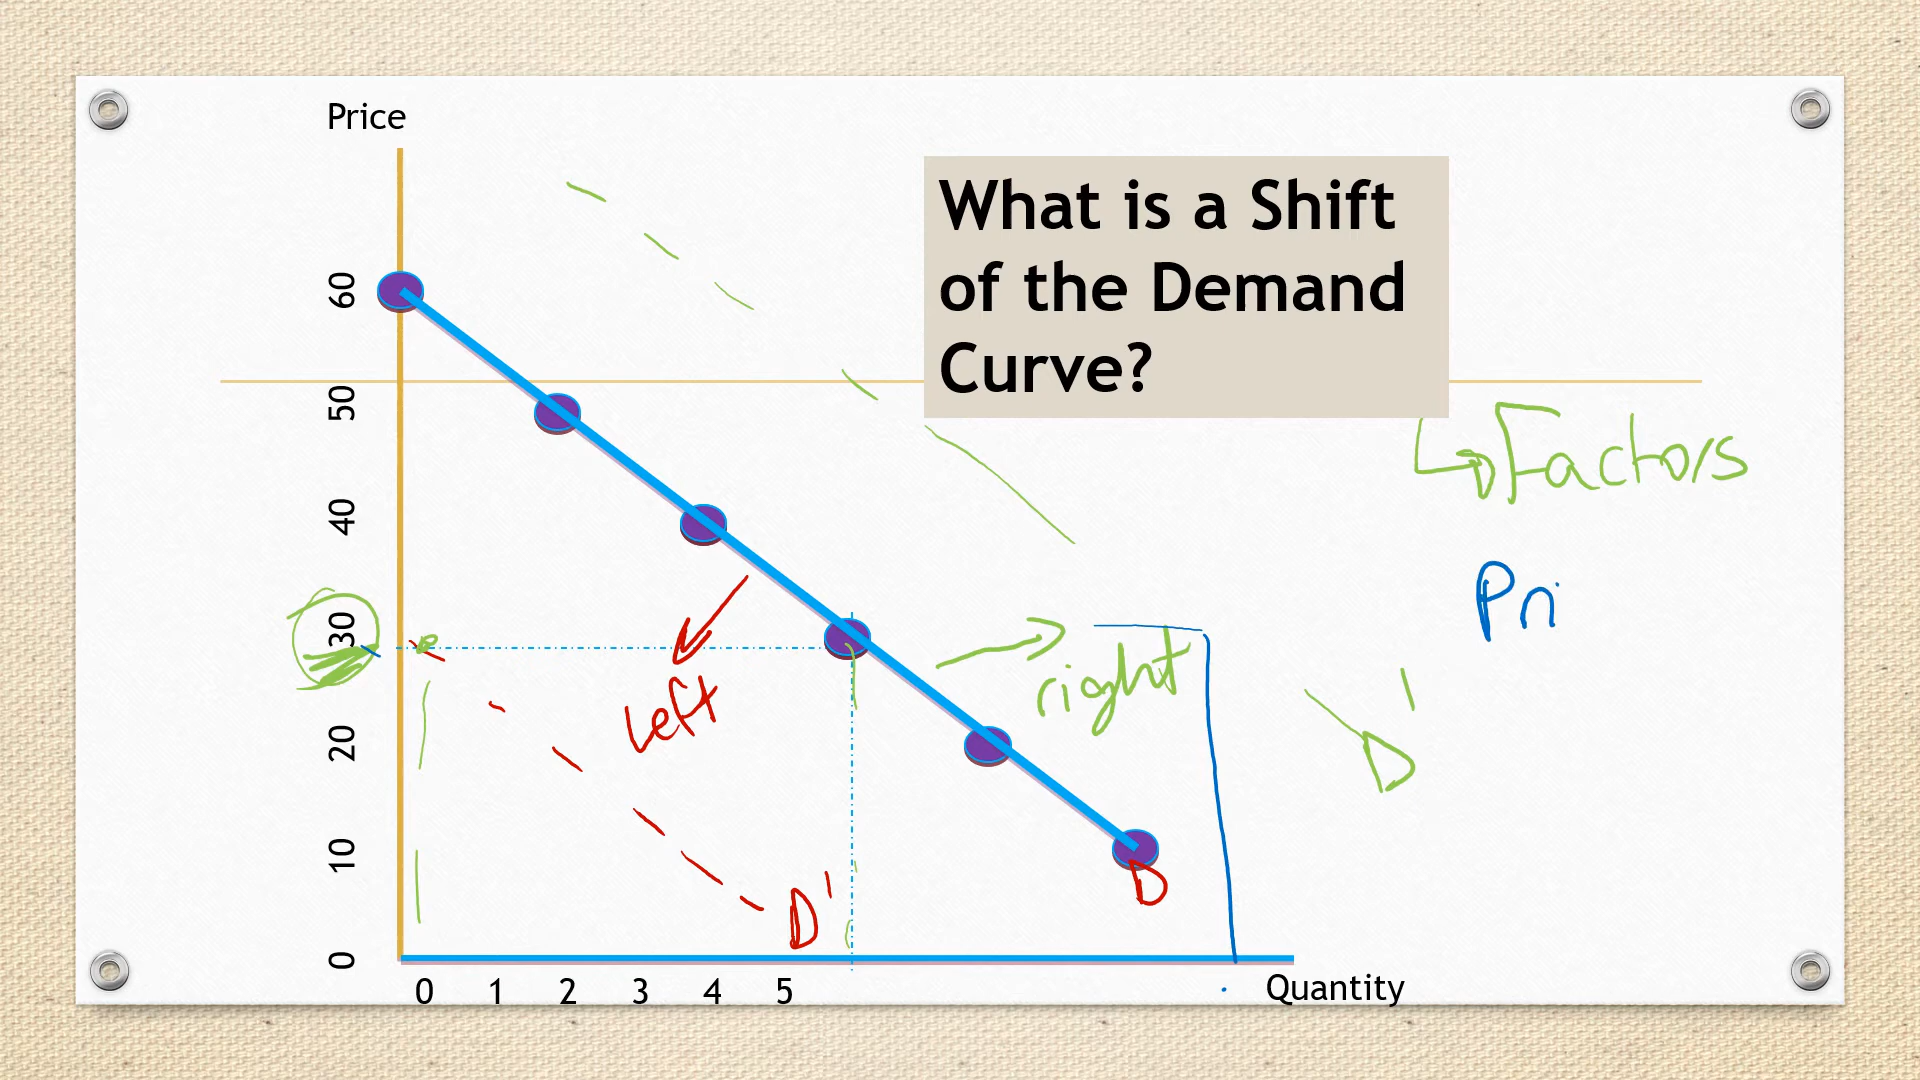 Price
What is a Shift
of the Demand
Curve?
60
50
Factors
40
Pri
30
right
left
D'
20
10
D
D'
0
0 1 2 3 4 5
Quantity